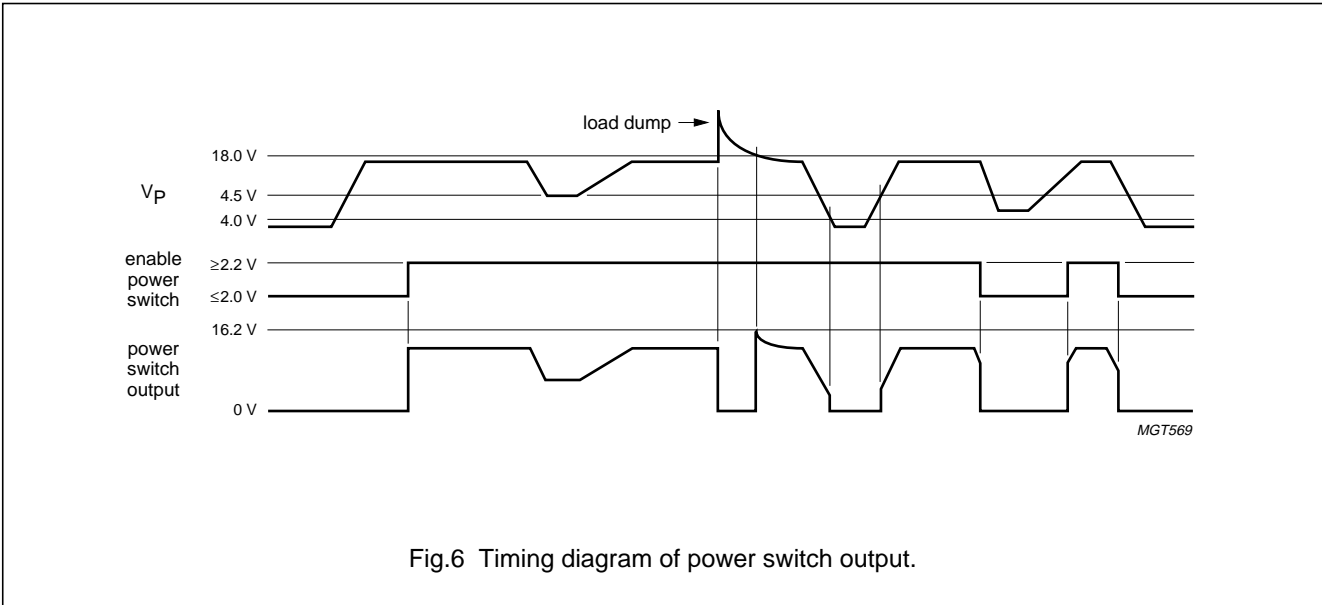 load dump
18.0 V
VP
4.5 V
4.0 V
enable
power
switch
≥2.2 V
≤2.0 V
16.2 V
power
switch
output
0 V
MGT569
Fig.6 Timing diagram of power switch output.